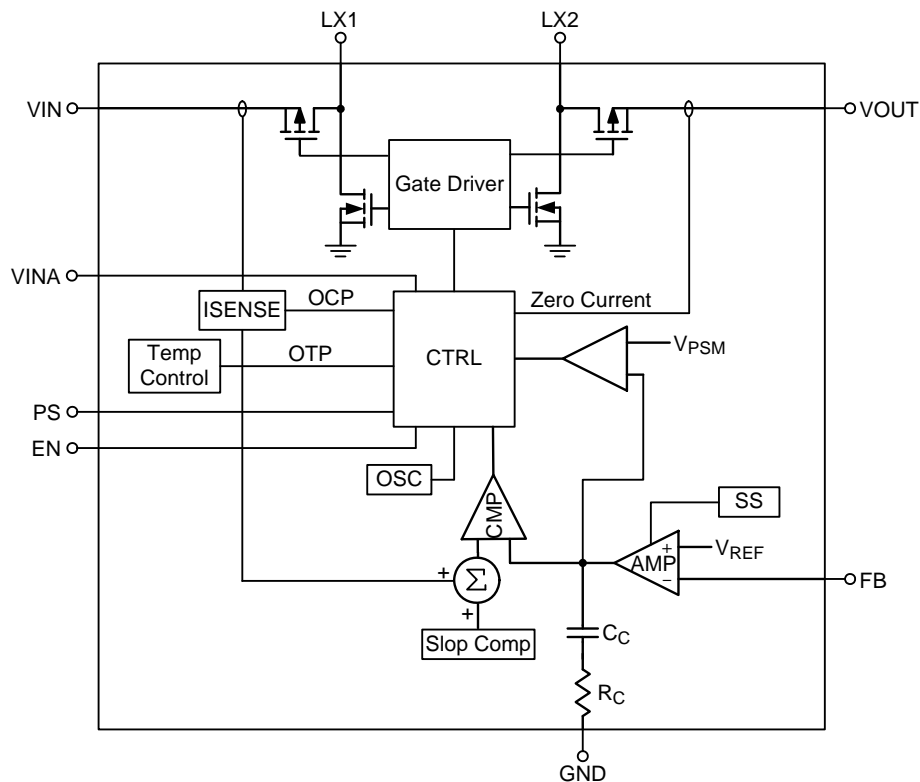 LX1
LX2
VIN
VOUT
Gate Driver
VINA
ISENSE
OCP
Zero Current
Temp
Control
OTP
CTRL
VPSM
PS
EN
OSC
CMP
SS
+
AMP
−
VREF
FB
+
Σ
+
Slop Comp
CC
RC
GND